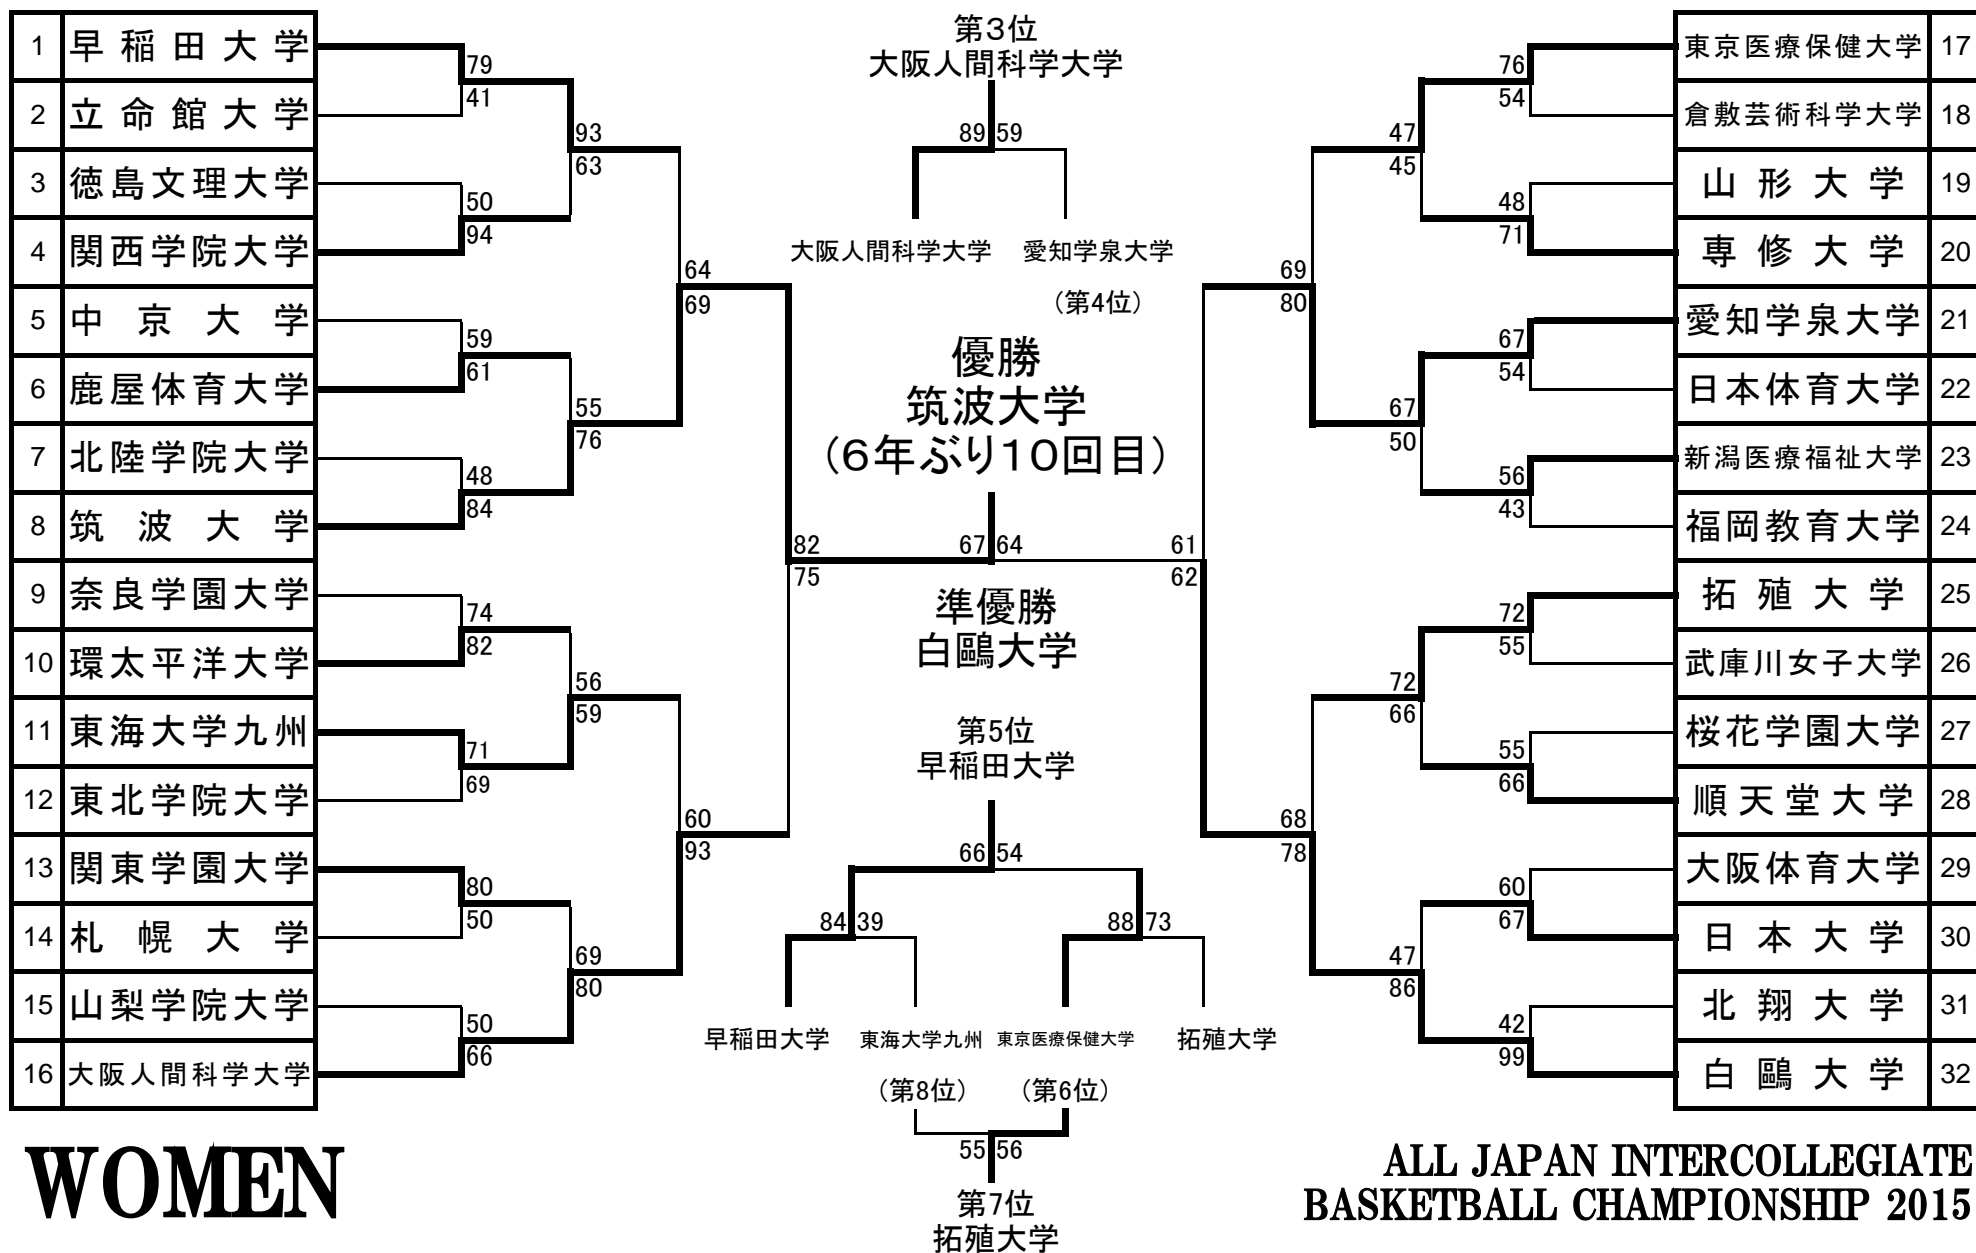 1 早稲田大学
2 立命館大学
3 徳島文理大学
4 関西学院大学
5 中京大学
6 鹿屋体育大学
7 北陸学院大学
8 筑波大学
9 奈良学園大学
10 環太平洋大学
11 東海大学九州
12 東北学院大学
13 関東学園大学
14 札幌大学
15 山梨学院大学
16 大阪人間科学大学
79
41
50
94
59
61
48
84
74
82
71
69
80
50
50
66
93
63
55
76
56
59
69
80
64
69
60
93
82
75
第3位
大阪人間科学大学
89 59
大阪人間科学大学 愛知学泉大学
（第4位）
優勝
筑波大学
（6年ぶり10回目）
67 64
準優勝
白鷗大学
第5位
早稲田大学
66 54
84 39 88 73
早稲田大学 東海大学九州 東京医療保健大学 拓殖大学
（第8位） （第6位）
55 56
第7位
拓殖大学
61
62
69
80
68
78
47
45
67
50
72
66
47
86
76
54
48
71
67
54
56
43
72
55
55
66
60
67
42
99
東京医療保健大学 17
倉敷芸術科学大学 18
山形大学 19
専修大学 20
愛知学泉大学 21
日本体育大学 22
新潟医療福祉大学 23
福岡教育大学 24
拓殖大学 25
武庫川女子大学 26
桜花学園大学 27
順天堂大学 28
大阪体育大学 29
日本大学 30
北翔大学 31
白鷗大学 32
WOMEN
ALL JAPAN INTERCOLLEGIATE
BASKETBALL CHAMPIONSHIP 2015